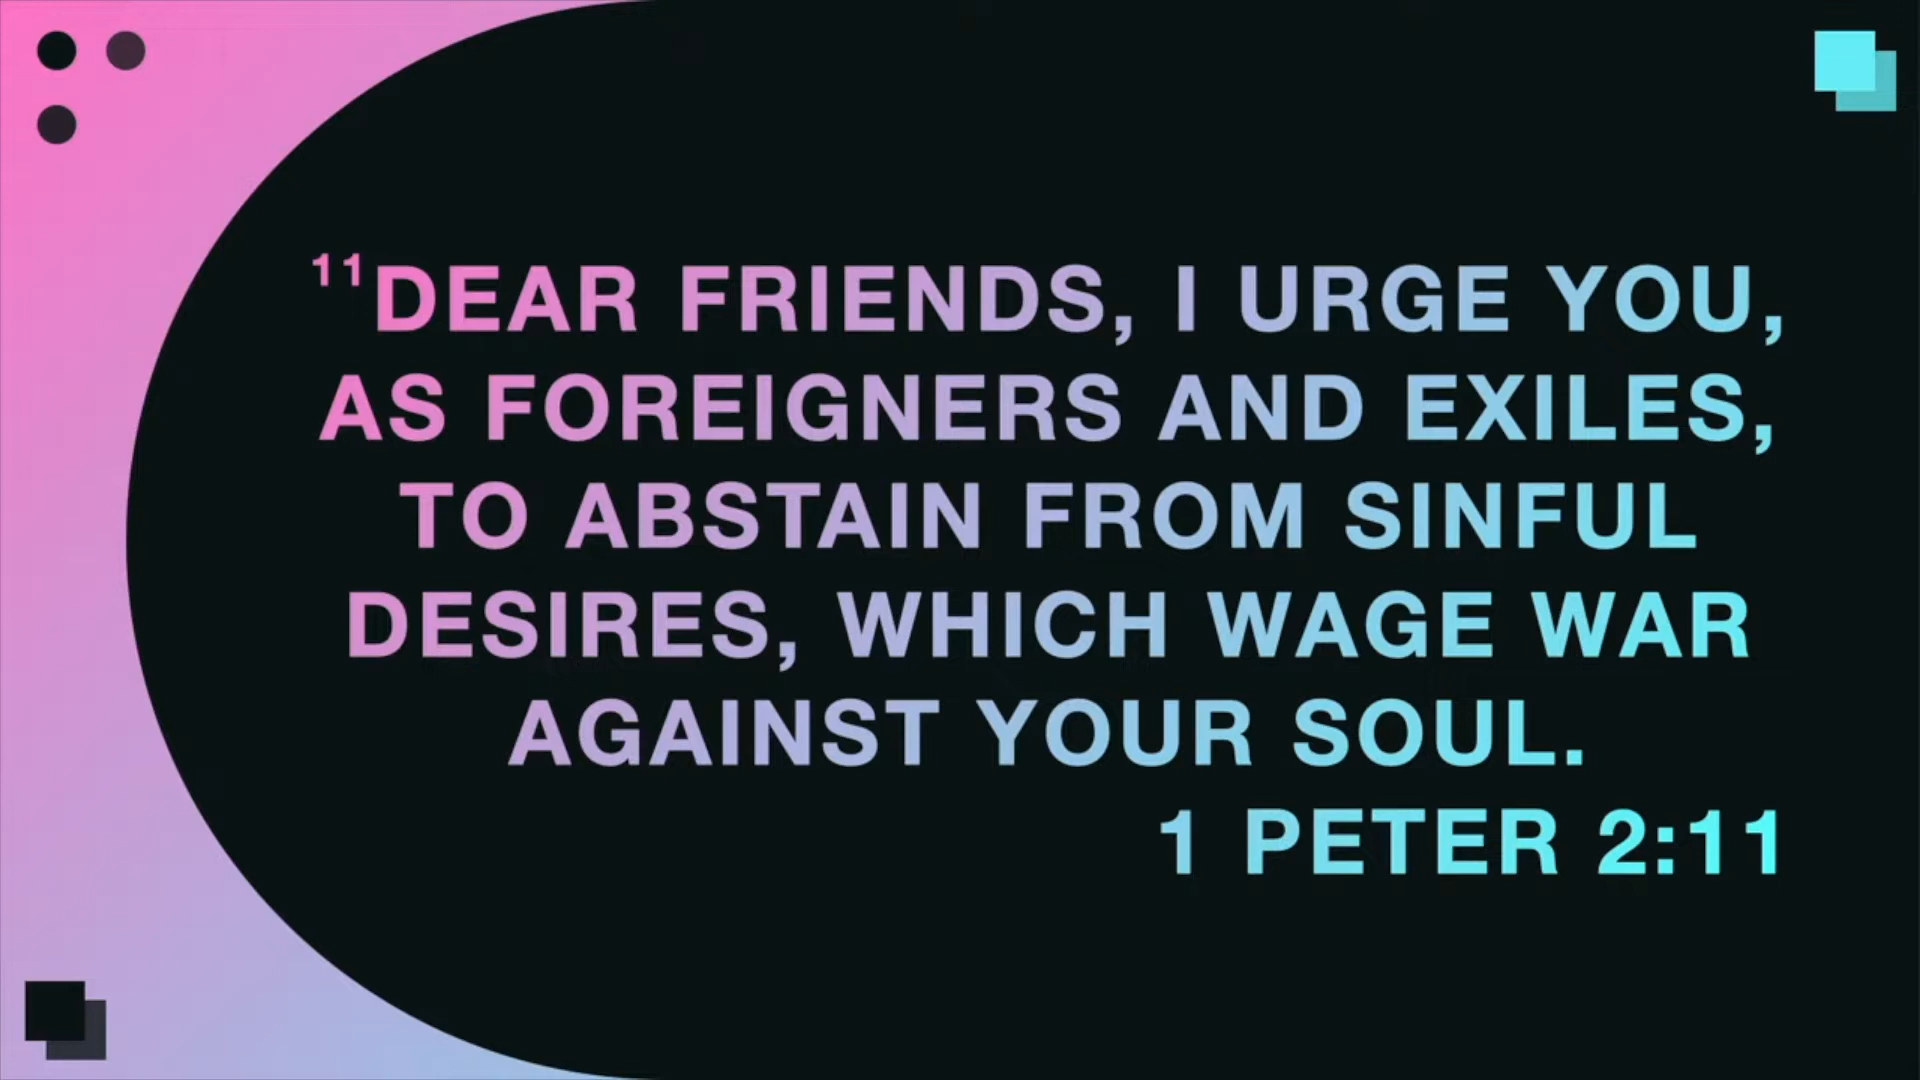 ¹¹DEAR FRIENDS, I URGE YOU,
AS FOREIGNERS AND EXILES,
TO ABSTAIN FROM SINFUL
DESIRES, WHICH WAGE WAR
AGAINST YOUR SOUL.
1 PETER 2:11